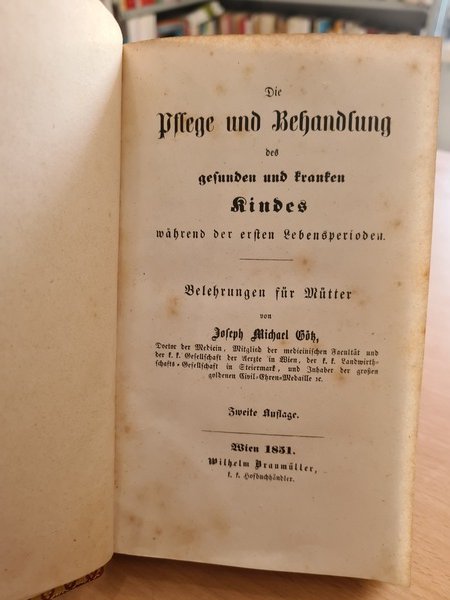 Die
Pflege und Behandlung
des
gesunden und kranken
Kindes
während der ersten Lebensperioden.
Belehrungen für Mütter
von
Joseph Michael Götz,
Doctor der Medicin, Mitglied der medicinischen Facultät und
der k. k. Gesellschaft der Aerzte in Wien, der k. k. Landwirth-
schafts-Gesellschaft in Steiermark, und Inhaber der großen
goldenen Civil-Ehren-Medaille ꝛc.
Zweite Auflage.
Wien 1851.
Wilhelm Braumüller,
k. k. Hofbuchhändler.